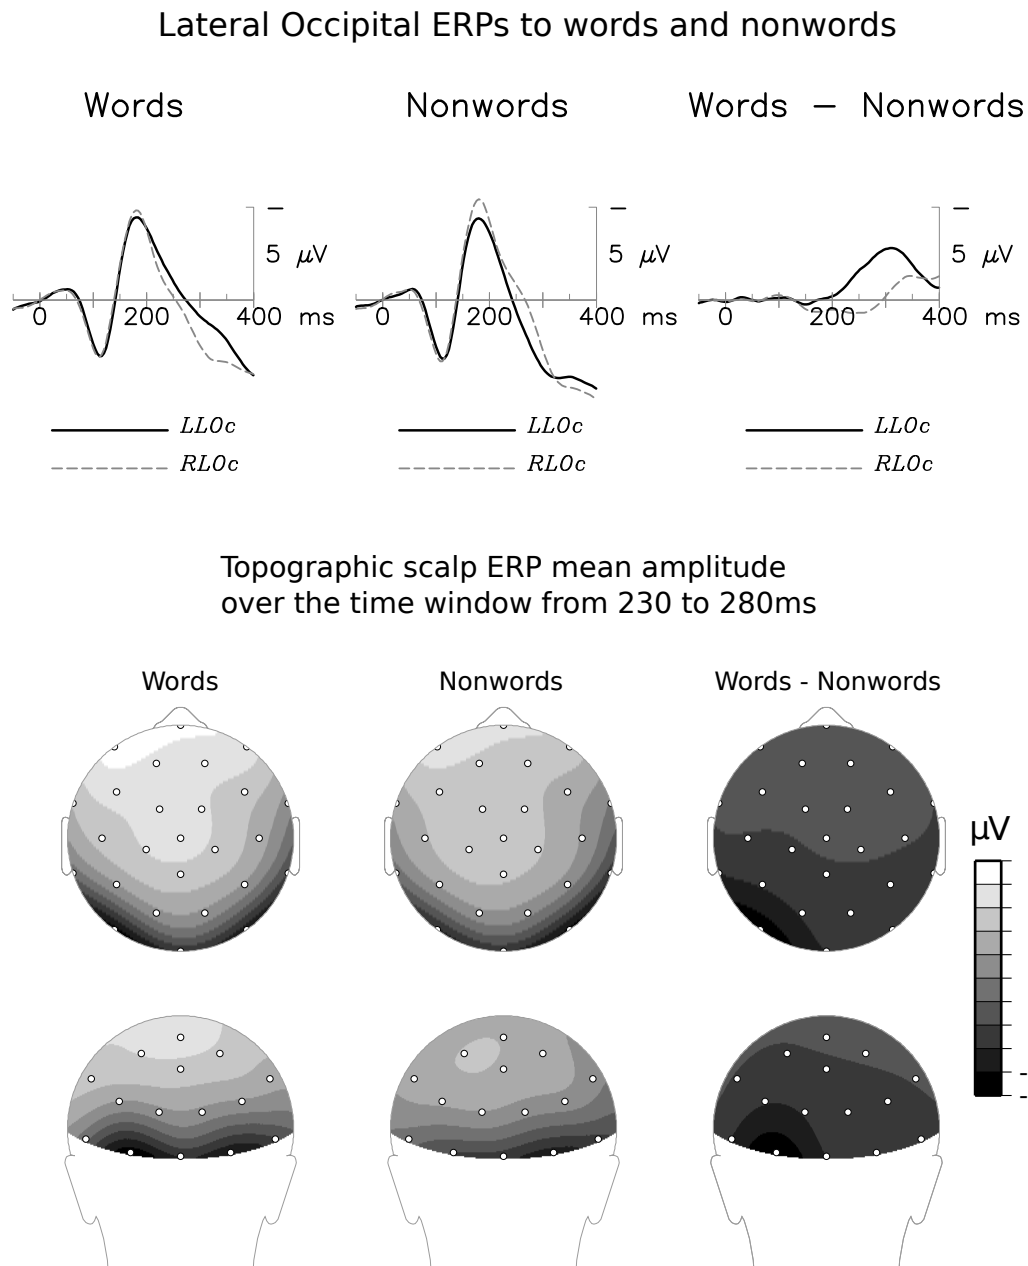 Lateral Occipital ERPs to words and nonwords
Words
Nonwords
Words – Nonwords
–
5 μV
0 200 400 ms
–
5 μV
0 200 400 ms
–
5 μV
0 200 400 ms
LLOc
RLOc
LLOc
RLOc
LLOc
RLOc
Topographic scalp ERP mean amplitude
over the time window from 230 to 280ms
Words
Nonwords
Words - Nonwords
μV
-
-